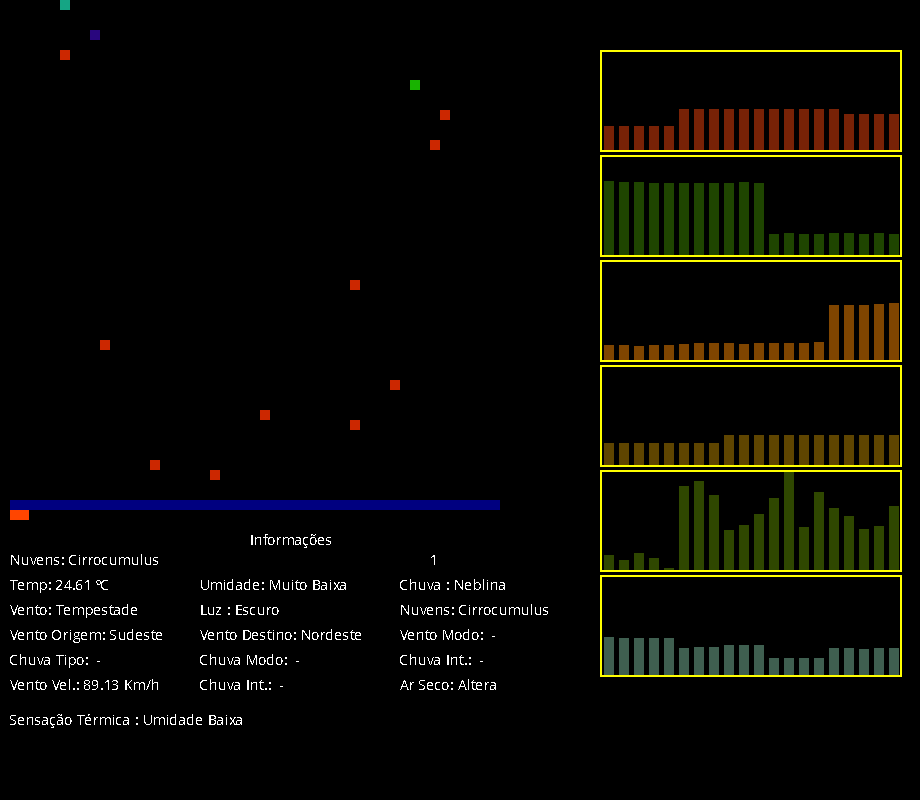 Informações
Nuvens: Cirrocumulus 1
Temp: 24.61 ºC Umidade: Muito Baixa Chuva : Neblina
Vento: Tempestade Luz : Escuro Nuvens: Cirrocumulus
Vento Origem: Sudeste Vento Destino: Nordeste Vento Modo: -
Chuva Tipo: - Chuva Modo: - Chuva Int.: -
Vento Vel.: 89.13 Km/h Chuva Int.: - Ar Seco: Altera
Sensação Térmica : Umidade Baixa